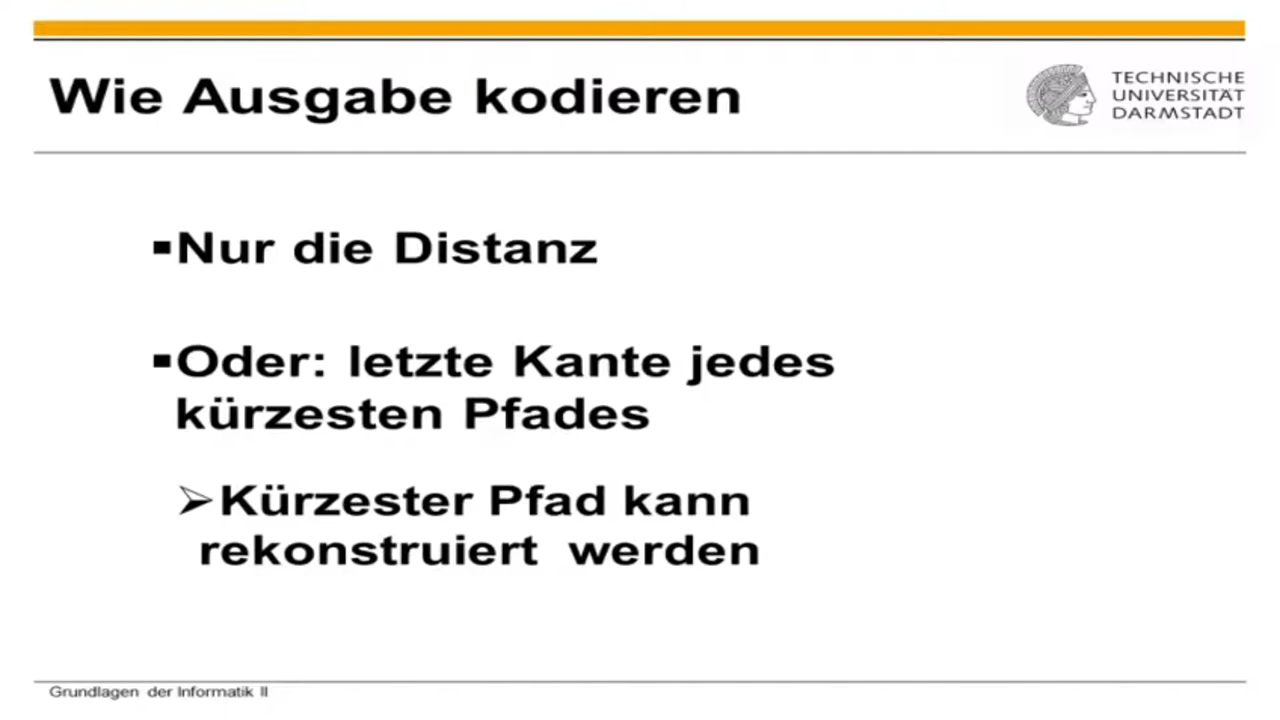 Wie Ausgabe kodieren
TECHNISCHE
UNIVERSITÄT
DARMSTADT
▪Nur die Distanz
▪Oder: letzte Kante jedes
kürzesten Pfades
➢Kürzester Pfad kann
rekonstruiert werden
Grundlagen der Informatik II